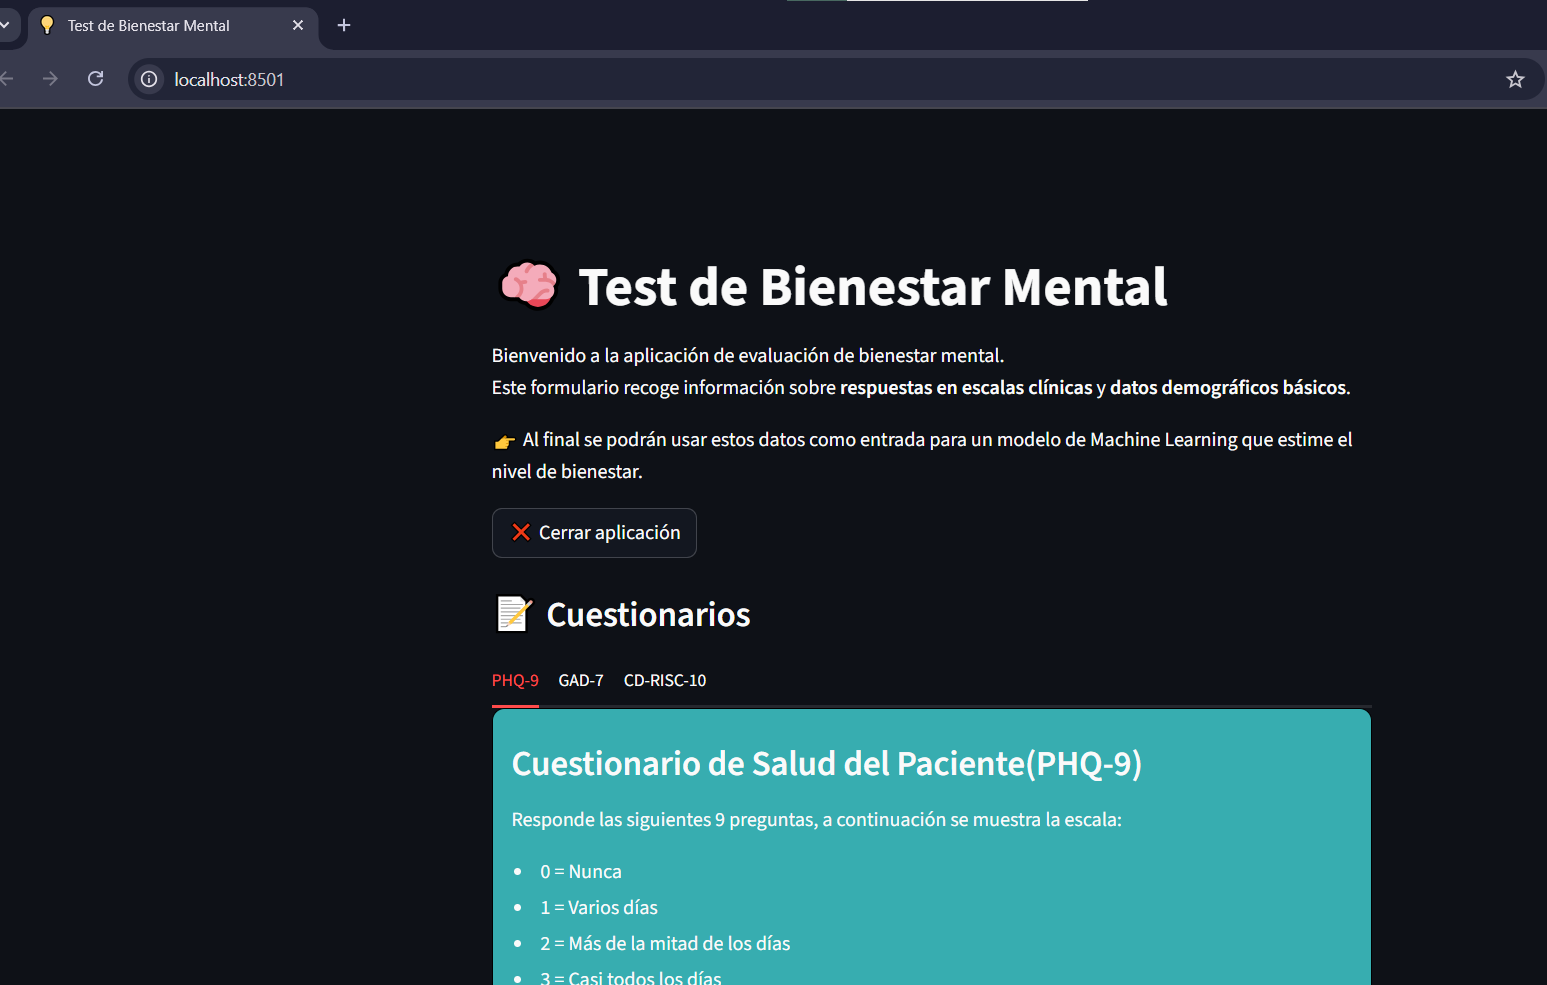 Test de Bienestar Mental
localhost:8501
Test de Bienestar Mental
Bienvenido a la aplicación de evaluación de bienestar mental.
Este formulario recoge información sobre respuestas en escalas clínicas y datos demográficos básicos.
Al final se podrán usar estos datos como entrada para un modelo de Machine Learning que estime el
nivel de bienestar.
Cerrar aplicación
Cuestionarios
PHQ-9 GAD-7 CD-RISC-10
Cuestionario de Salud del Paciente(PHQ-9)
Responde las siguientes 9 preguntas, a continuación se muestra la escala:
0 = Nunca
1 = Varios días
2 = Más de la mitad de los días
3 = Casi todos los días